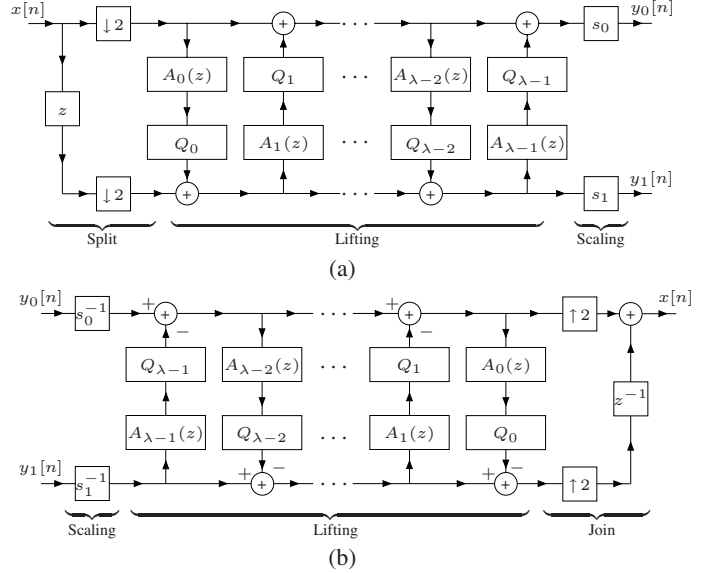 x[n] ↓2 + · · · + s₀ y₀[n]
A₀(z) Q₁ · · · A_{λ−2}(z) Q_{λ−1}
z
Q₀ A₁(z) · · · Q_{λ−2} A_{λ−1}(z)
↓2 + · · · + s₁ y₁[n]
Split Lifting Scaling
(a)
y₀[n] s₀⁻¹ + + − · · · + + − ↑2 + x[n]
Q_{λ−1} A_{λ−2}(z) · · · Q₁ A₀(z)
z⁻¹
A_{λ−1}(z) Q_{λ−2} · · · A₁(z) Q₀
y₁[n] s₁⁻¹ + + − · · · + + − ↑2
Scaling Lifting Join
(b)